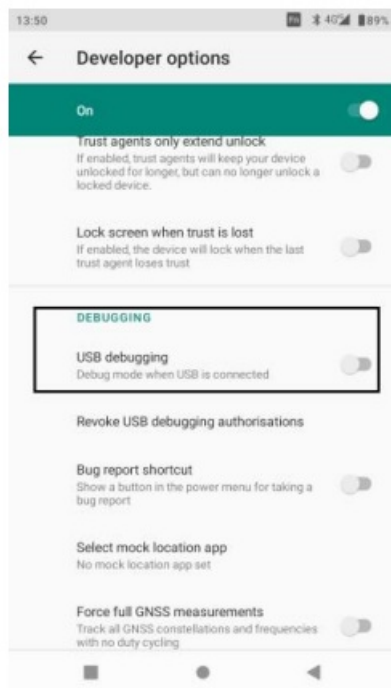 13:50
4G 89%
Developer options
On
Trust agents only extend unlock
If enabled, trust agents will keep your device
unlocked for longer, but can no longer unlock a
locked device.
Lock screen when trust is lost
If enabled, the device will lock when the last
trust agent loses trust
DEBUGGING
USB debugging
Debug mode when USB is connected
Revoke USB debugging authorisations
Bug report shortcut
Show a button in the power menu for taking a
bug report
Select mock location app
No mock location app set
Force full GNSS measurements
Track all GNSS constellations and frequencies
with no duty cycling